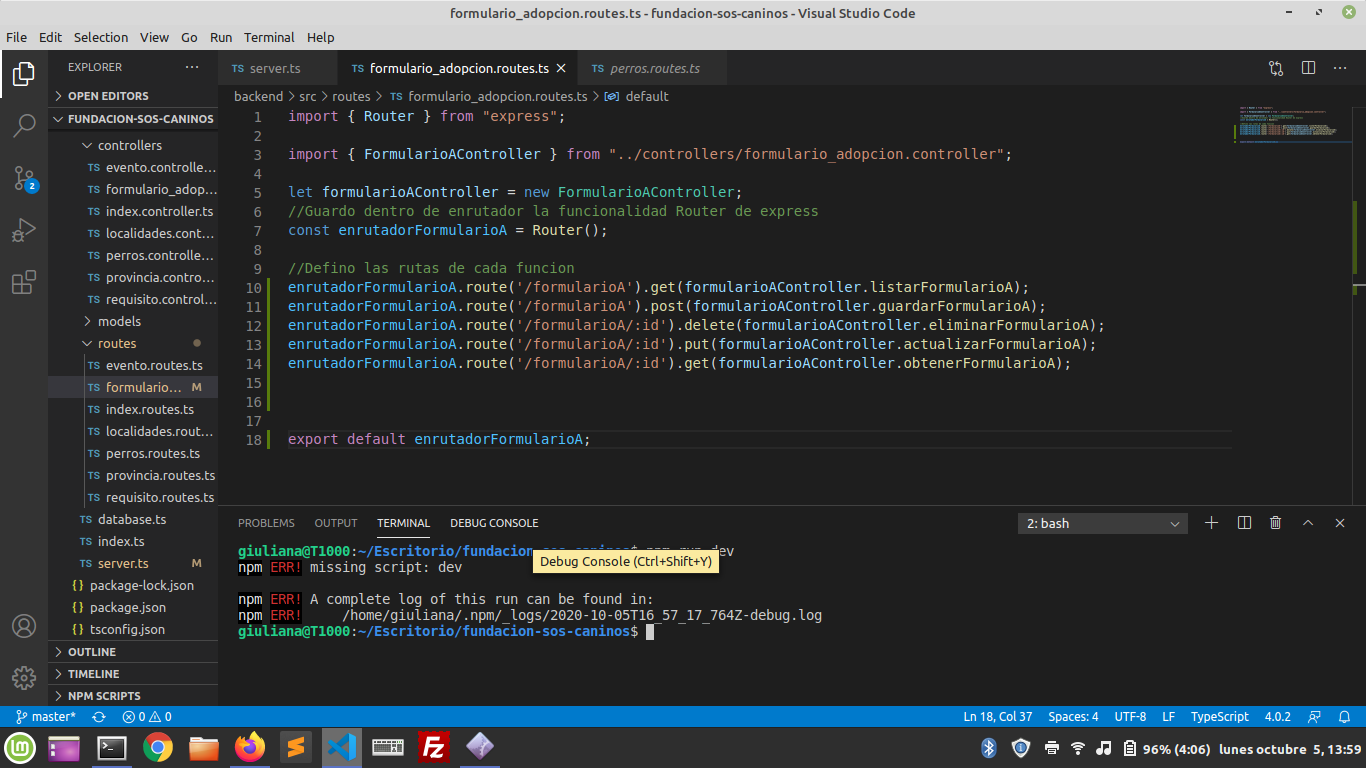 formulario_adopcion.routes.ts - fundacion-sos-caninos - Visual Studio Code
File Edit Selection View Go Run Terminal Help
EXPLORER
OPEN EDITORS
FUNDACION-SOS-CANINOS
controllers
TS evento.controlle...
TS formulario_adop...
TS index.controller.ts
TS localidades.cont...
TS perros.controlle...
TS provincia.contro...
TS requisito.control...
models
routes
TS evento.routes.ts
TS formulario... M
TS index.routes.ts
TS localidades.rout...
TS perros.routes.ts
TS provincia.routes.ts
TS requisito.routes.ts
TS database.ts
TS index.ts
TS server.ts M
{ } package-lock.json
{ } package.json
{ } tsconfig.json
OUTLINE
TIMELINE
NPM SCRIPTS
2
TS server.ts TS formulario_adopcion.routes.ts TS perros.routes.ts
backend > src > routes > TS formulario_adopcion.routes.ts > default
1 import { Router } from "express";
2
3 import { FormularioAController } from "../controllers/formulario_adopcion.controller";
4
5 let formularioAController = new FormularioAController;
6 //Guardo dentro de enrutador la funcionalidad Router de express
7 const enrutadorFormularioA = Router();
8
9 //Defino las rutas de cada funcion
10 enrutadorFormularioA.route('/formularioA').get(formularioAController.listarFormularioA);
11 enrutadorFormularioA.route('/formularioA').post(formularioAController.guardarFormularioA);
12 enrutadorFormularioA.route('/formularioA/:id').delete(formularioAController.eliminarFormularioA);
13 enrutadorFormularioA.route('/formularioA/:id').put(formularioAController.actualizarFormularioA);
14 enrutadorFormularioA.route('/formularioA/:id').get(formularioAController.obtenerFormularioA);
15
16
17
18 export default enrutadorFormularioA;
PROBLEMS OUTPUT TERMINAL DEBUG CONSOLE 2: bash
giuliana@T1000:~/Escritorio/fundacion-sos-caninos$ npm run dev
Debug Console (Ctrl+Shift+Y)
npm ERR! missing script: dev
npm ERR! A complete log of this run can be found in:
npm ERR! /home/giuliana/.npm/_logs/2020-10-05T16_57_17_764Z-debug.log
giuliana@T1000:~/Escritorio/fundacion-sos-caninos$
master* 0 0 Ln 18, Col 37 Spaces: 4 UTF-8 LF TypeScript 4.0.2
96% (4:06) lunes octubre 5, 13:59